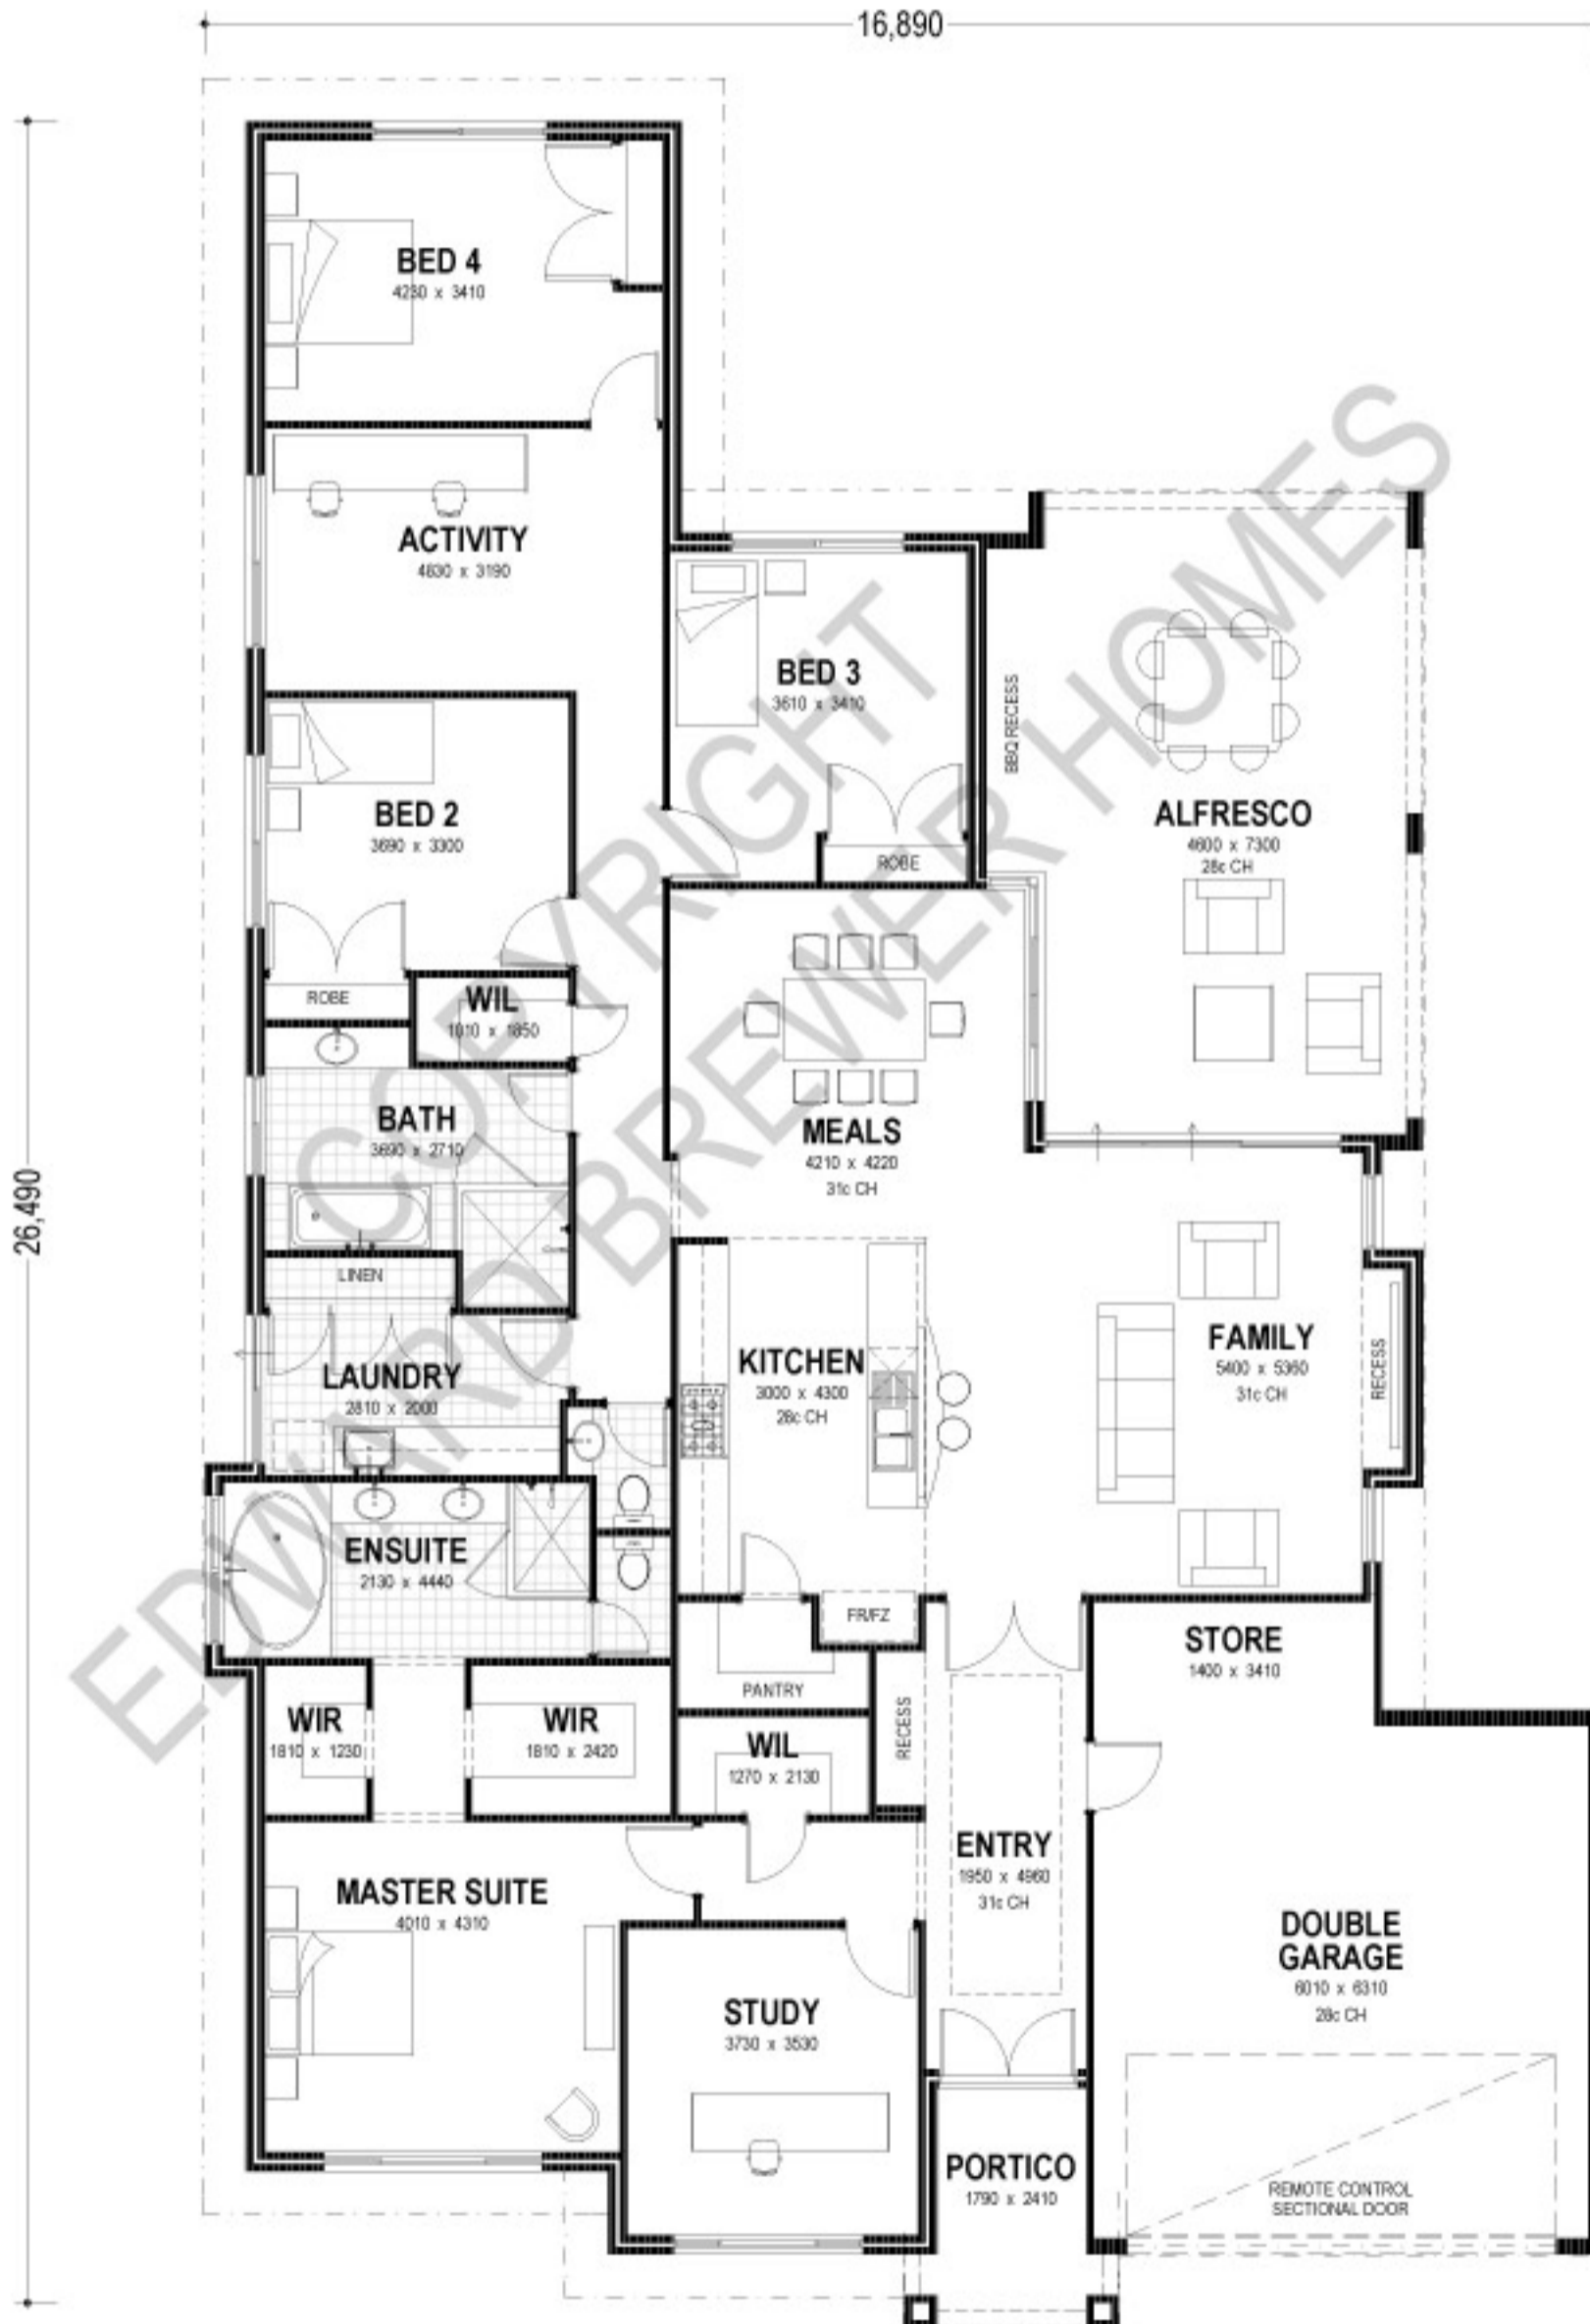 16,890
26,490
BED 4
4230 x 3410
ACTIVITY
4830 x 3190
BED 3
3610 x 3410
ROBE
BBQ RECESS
ALFRESCO
4600 x 7300
28c CH
BED 2
3690 x 3300
ROBE
WIL
1010 x 1850
BATH
3690 x 2710
MEALS
4210 x 4220
31c CH
LINEN
LAUNDRY
2810 x 2000
KITCHEN
3000 x 4300
28c CH
FAMILY
5400 x 5360
31c CH
RECESS
ENSUITE
2130 x 4440
FR/FZ
PANTRY
STORE
1400 x 3410
WIR
1810 x 1230
WIR
1810 x 2420
WIL
1270 x 2130
RECESS
ENTRY
1950 x 4960
31c CH
MASTER SUITE
4010 x 4310
STUDY
3730 x 3530
DOUBLE
GARAGE
6010 x 6310
28c CH
PORTICO
1790 x 2410
REMOTE CONTROL
SECTIONAL DOOR
COPYRIGHT
EDWARD BREWER HOMES